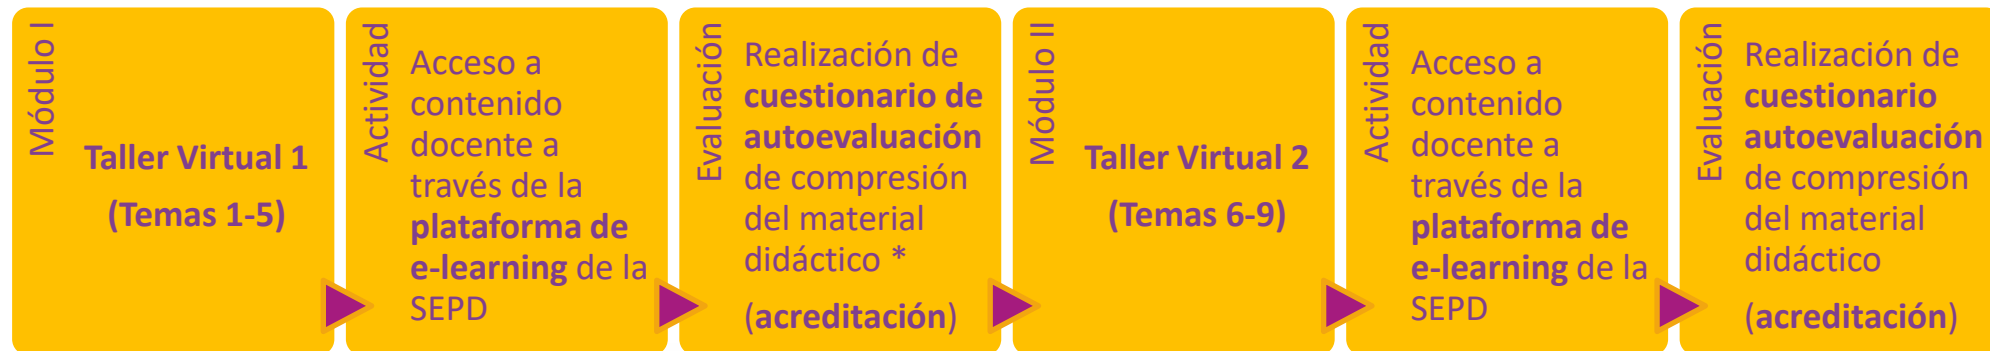 Módulo I
Taller Virtual 1
(Temas 1-5)
Actividad
Acceso a
contenido
docente a
través de la
plataforma de
e-learning de la
SEPD
Evaluación
Realización de
cuestionario de
autoevaluación
de compresión
del material
didáctico *
(acreditación)
Módulo II
Taller Virtual 2
(Temas 6-9)
Actividad
Acceso a
contenido
docente a
través de la
plataforma de
e-learning de la
SEPD
Evaluación
Realización de
cuestionario
autoevaluación
de compresión
del material
didáctico
(acreditación)